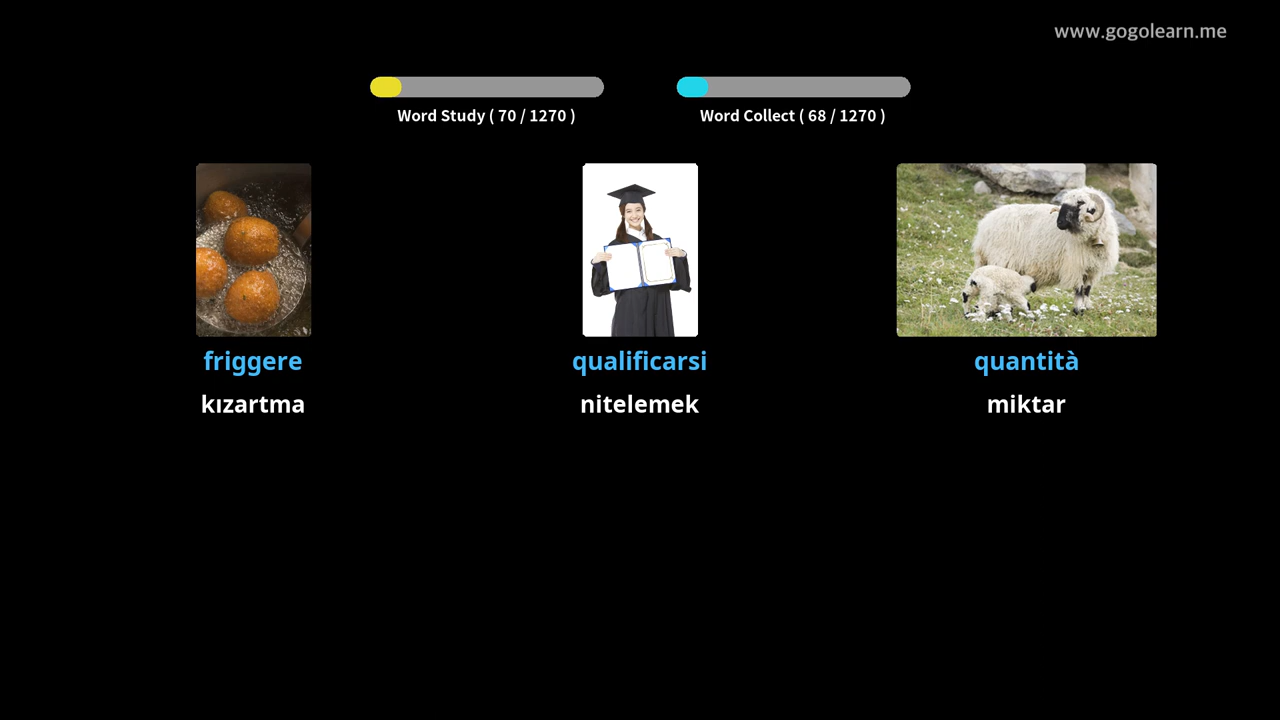 www.gogolearn.me
Word Study ( 70 / 1270 )
Word Collect ( 68 / 1270 )
friggere
kızartma
qualificarsi
nitelemek
quantità
miktar